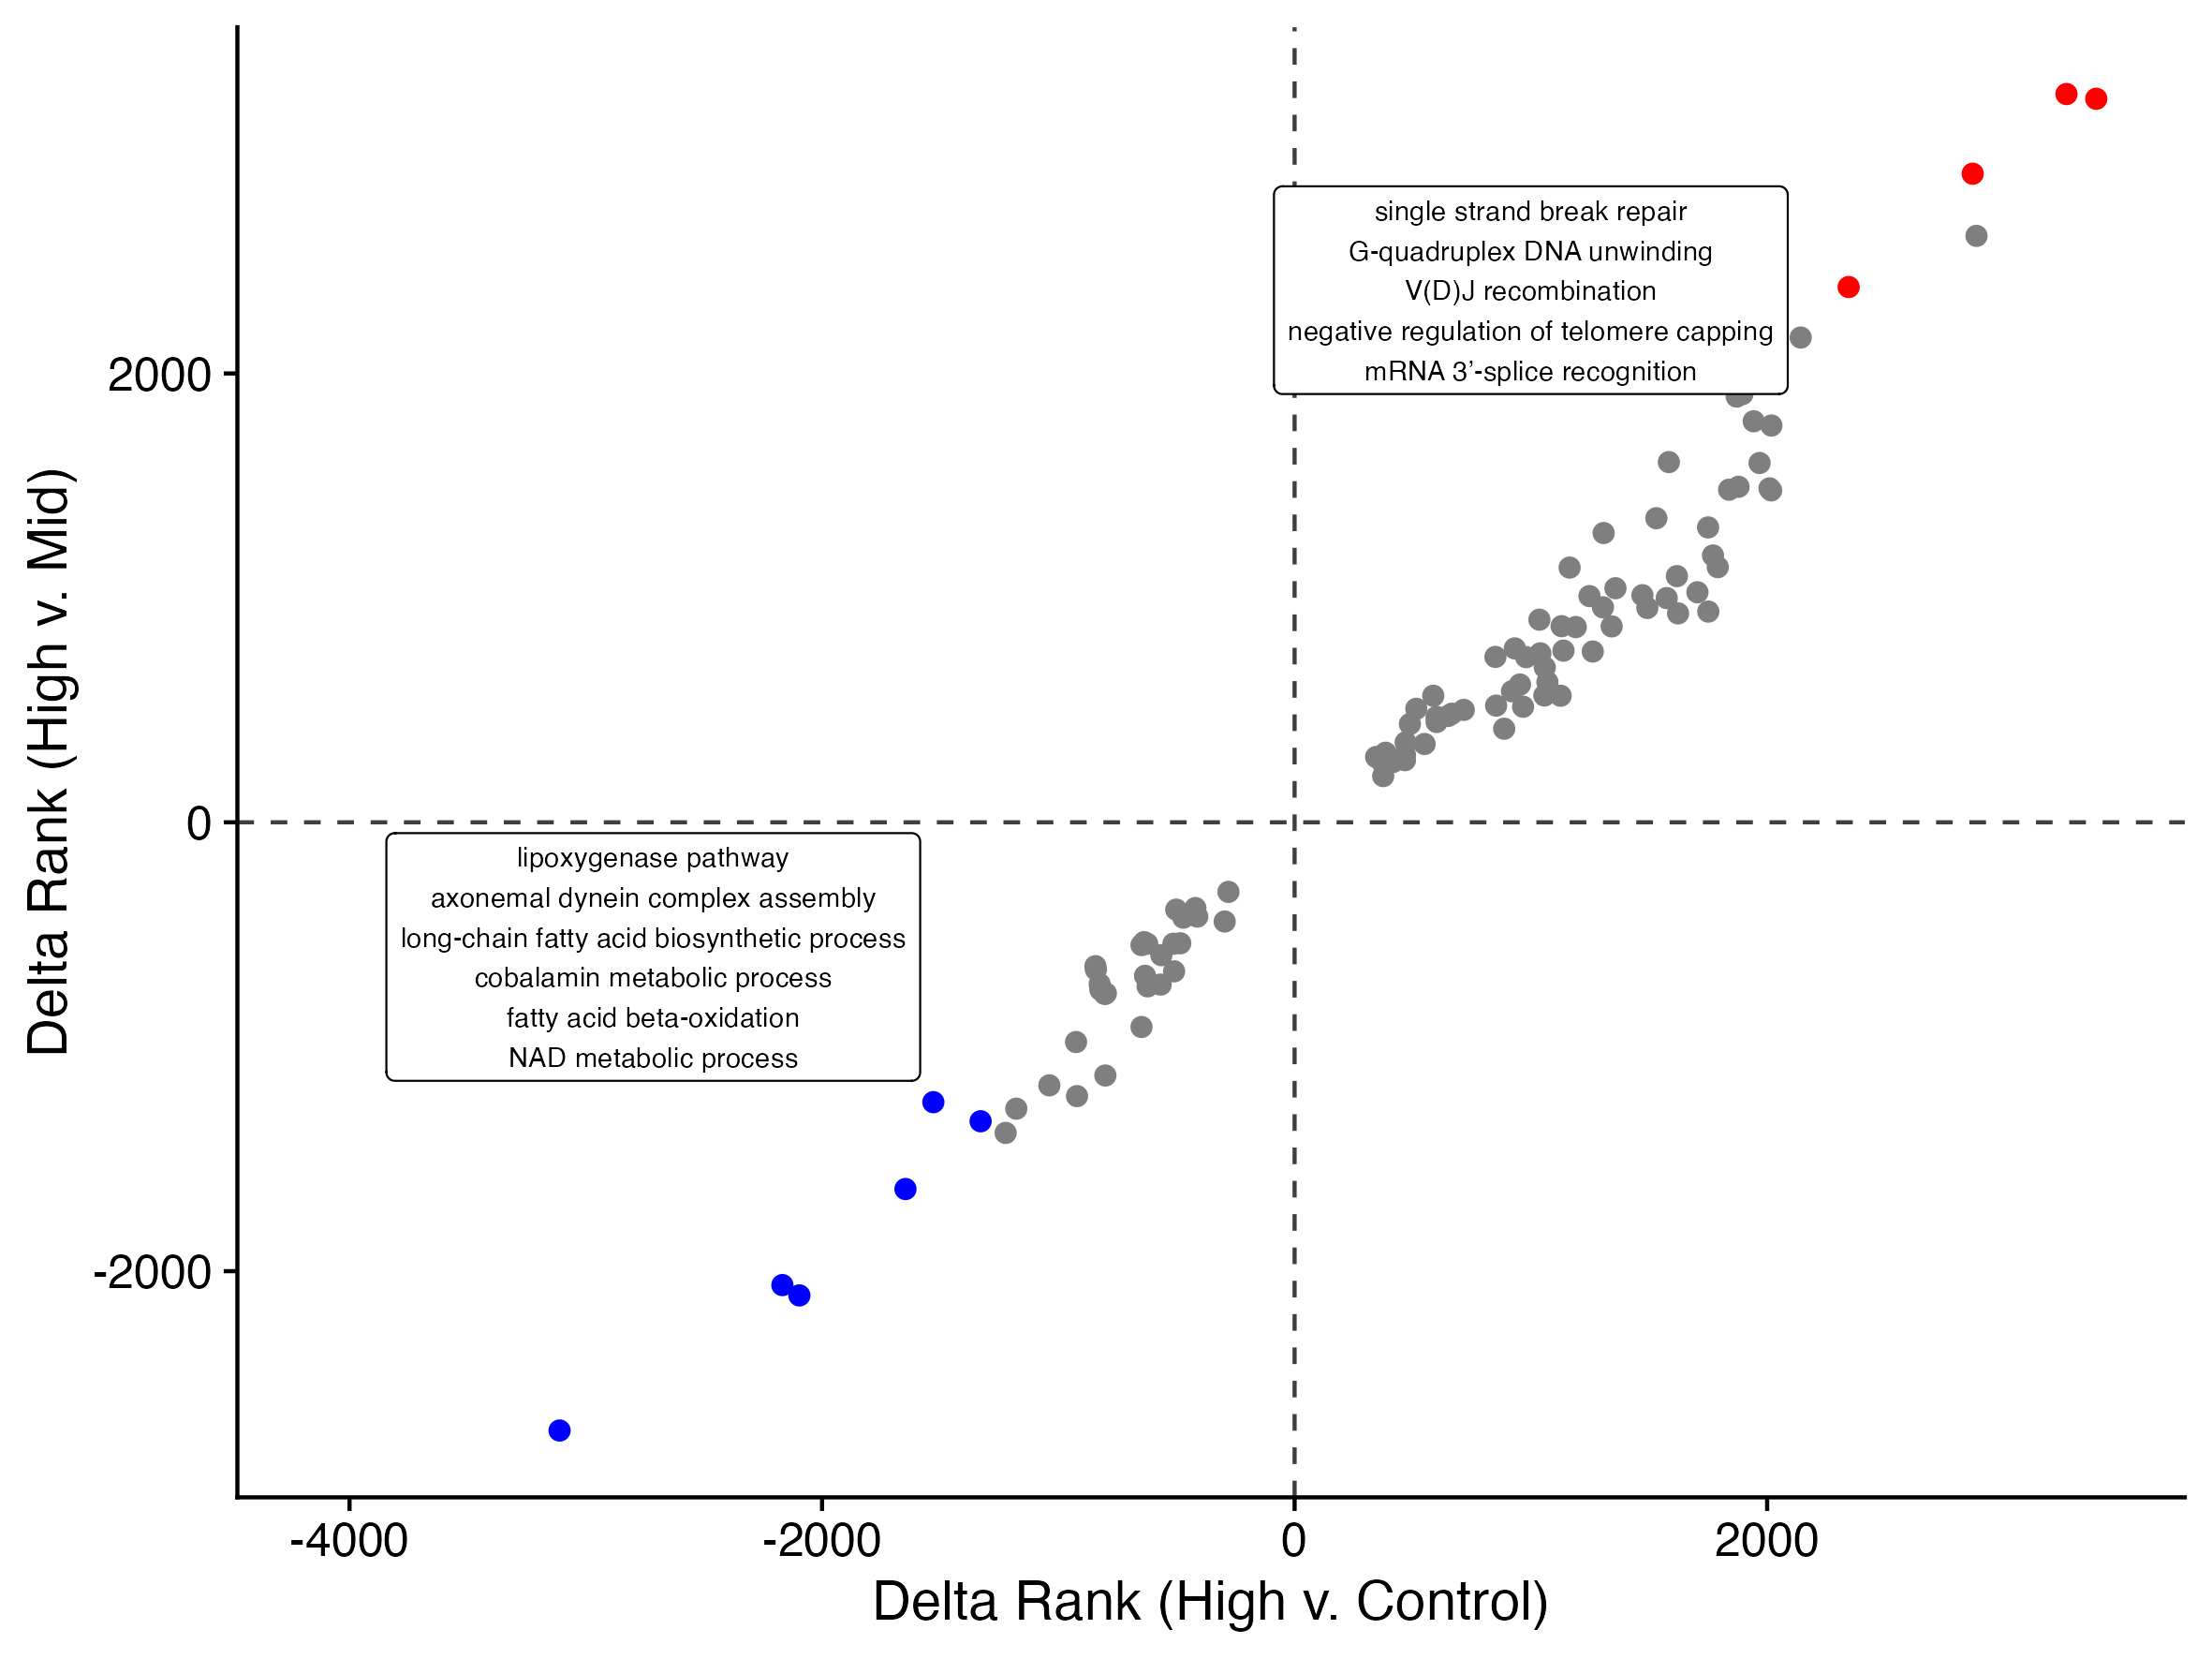 single strand break repair
G-quadruplex DNA unwinding
V(D)J recombination
negative regulation of telomere capping
mRNA 3’-splice recognition
2000
0
-2000
Delta Rank (High v. Mid)
lipoxygenase pathway
axonemal dynein complex assembly
long-chain fatty acid biosynthetic process
cobalamin metabolic process
fatty acid beta-oxidation
NAD metabolic process
-4000
-2000
0
2000
Delta Rank (High v. Control)